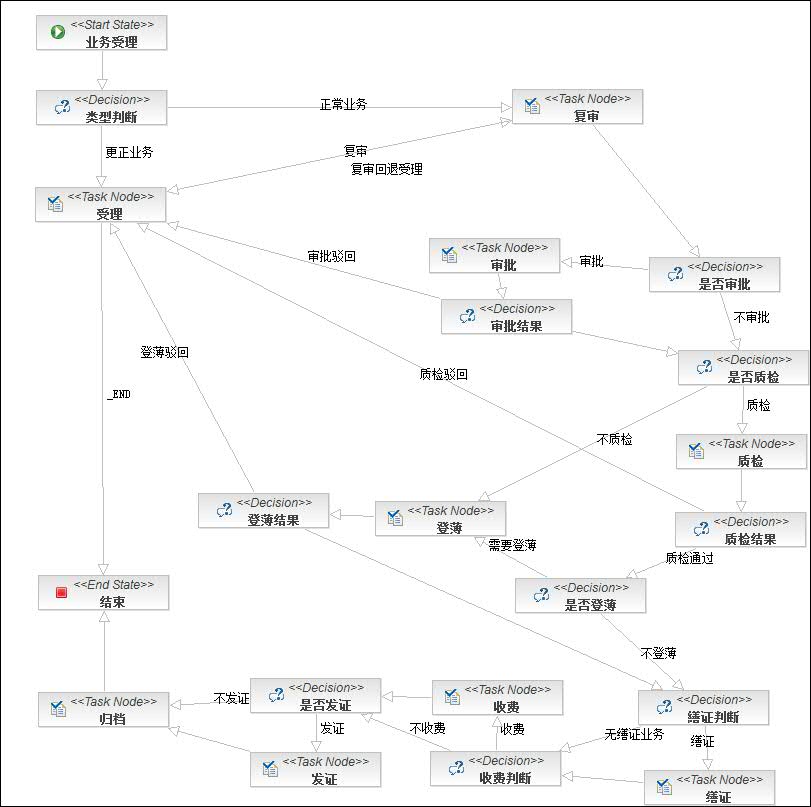 <<Start State>>
业务受理
<<Decision>>
类型判断
正常业务
<<Task Node>>
复审
更正业务
复审
复审回退受理
<<Task Node>>
受理
<<Task Node>>
审批
审批驳回
审批
<<Decision>>
是否审批
<<Decision>>
审批结果
不审批
登薄驳回
质检驳回
<<Decision>>
是否质检
_END
质检
不质检
<<Task Node>>
质检
<<Decision>>
登薄结果
<<Task Node>>
登薄
<<Decision>>
质检结果
需要登薄
质检通过
<<End State>>
结束
<<Decision>>
是否登薄
不登薄
<<Task Node>>
归档
不发证
<<Decision>>
是否发证
<<Task Node>>
收费
<<Decision>>
缮证判断
发证
不收费
收费
无缮证业务
缮证
<<Task Node>>
发证
<<Decision>>
收费判断
<<Task Node>>
缮证